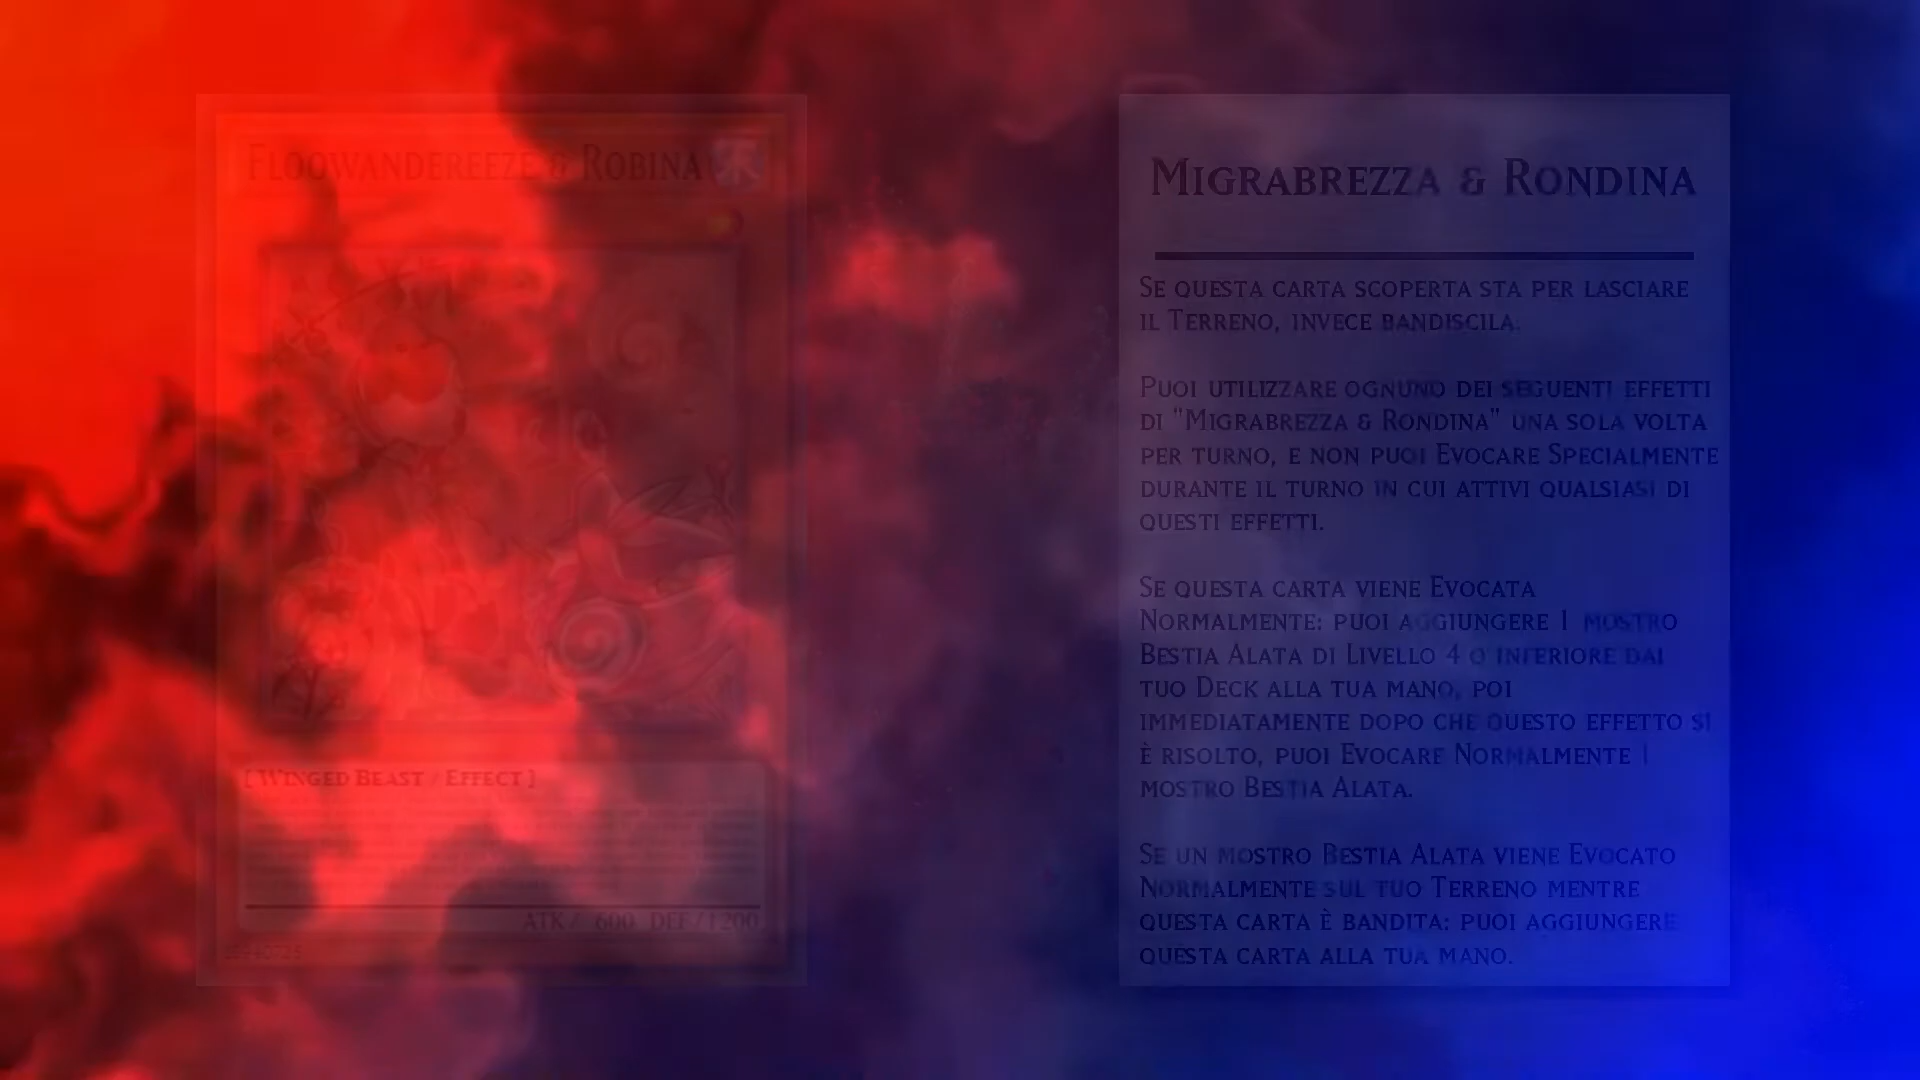 Floowandereeze & Robina
[ Winged Beast / Effect ]
ATK / 600 DEF / 1200
Migrabrezza & Rondina
Se questa carta scoperta sta per lasciare
il Terreno, invece bandiscila.
Puoi utilizzare ognuno dei seguenti effetti
di "Migrabrezza & Rondina" una sola volta
per turno, e non puoi Evocare Specialmente
durante il turno in cui attivi qualsiasi di
questi effetti.
Se questa carta viene Evocata
Normalmente: puoi aggiungere 1 mostro
Bestia Alata di Livello 4 o inferiore dal
tuo Deck alla tua mano, poi
immediatamente dopo che questo effetto si
è risolto, puoi Evocare Normalmente 1
mostro Bestia Alata.
Se un mostro Bestia Alata viene Evocato
Normalmente sul tuo Terreno mentre
questa carta è bandita: puoi aggiungere
questa carta alla tua mano.